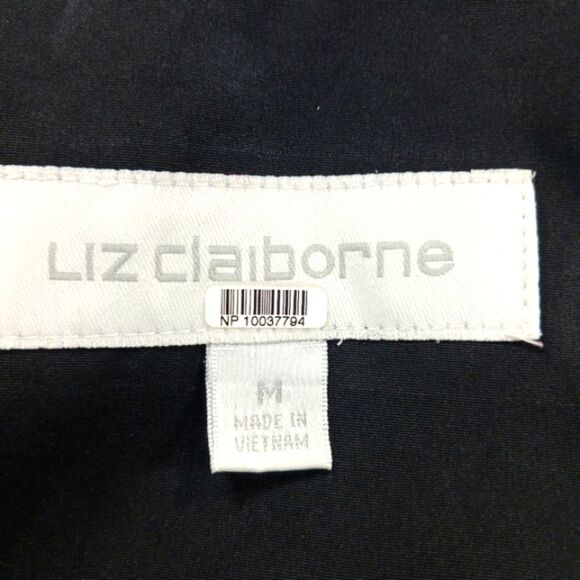 LIZ claiborne
NP 10037794
M
MADE IN
VIETNAM